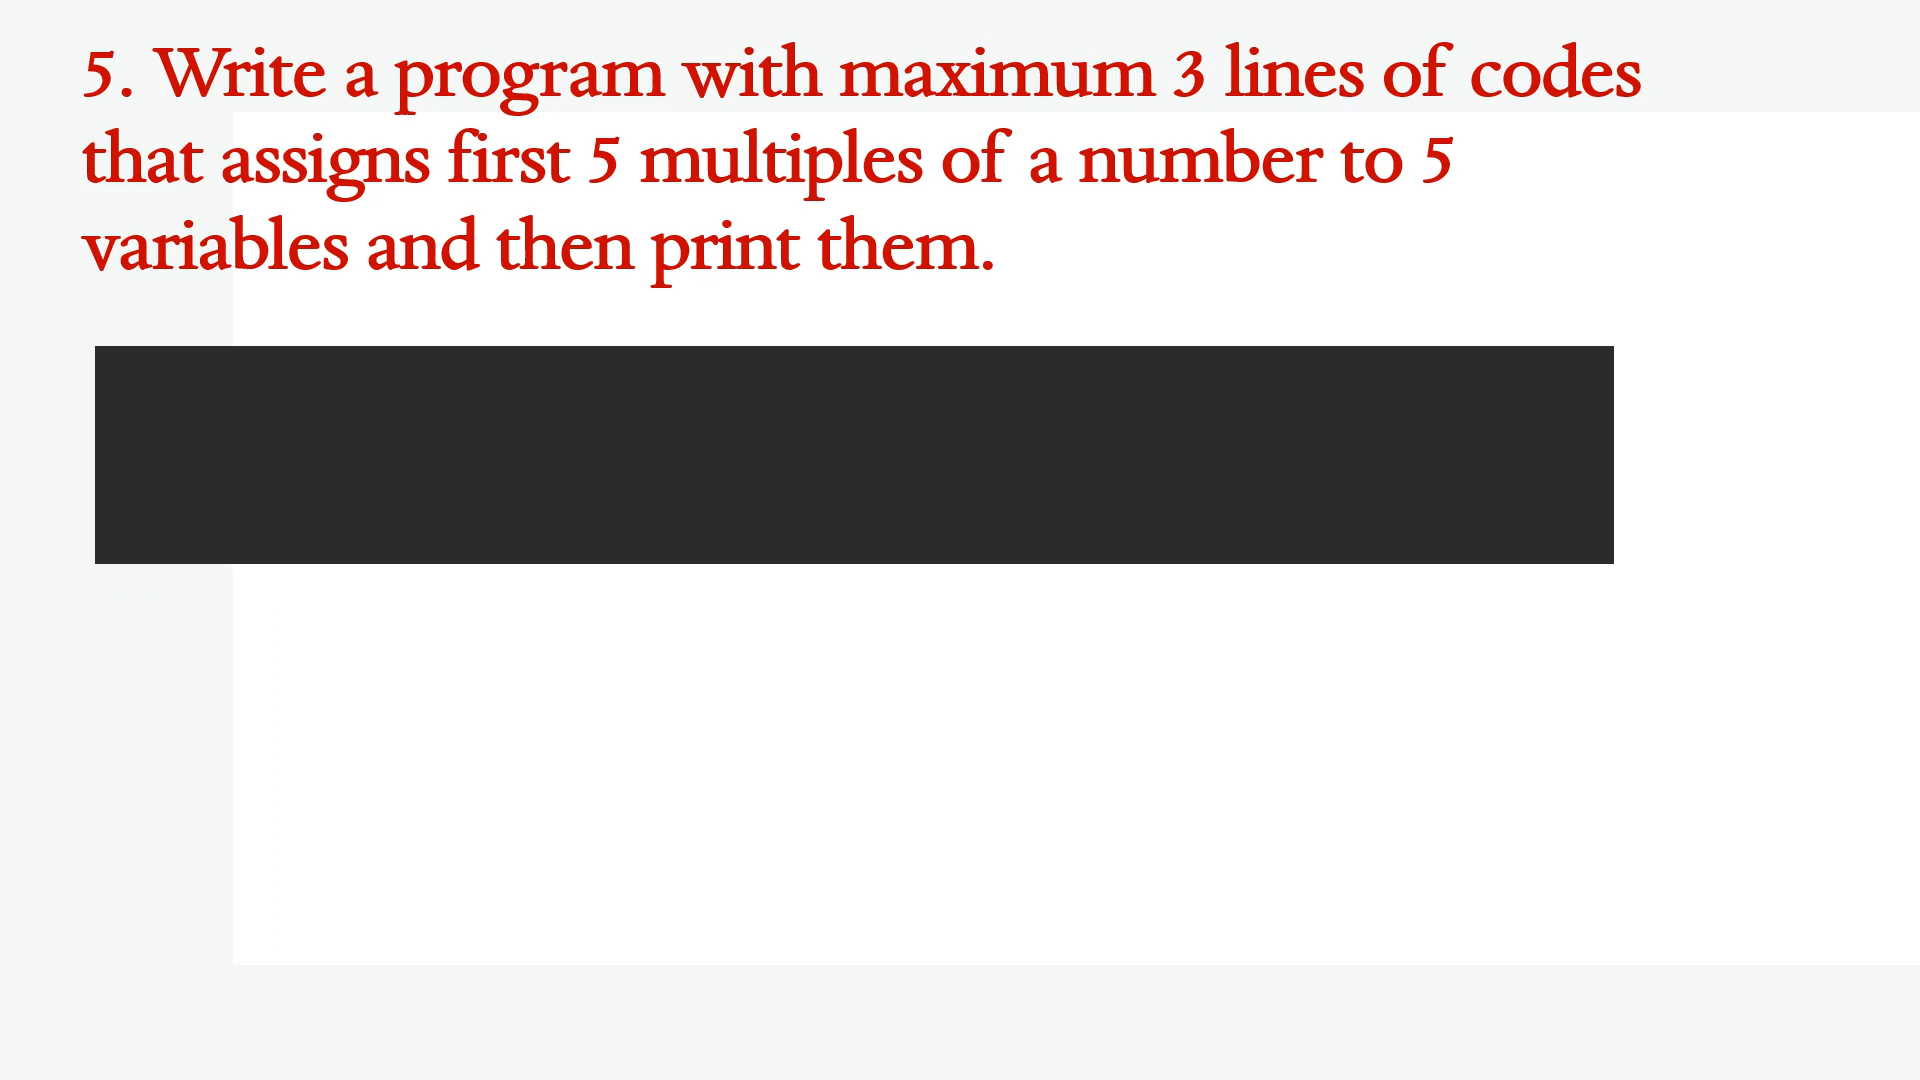 5. Write a program with maximum 3 lines of codes
that assigns first 5 multiples of a number to 5
variables and then print them.